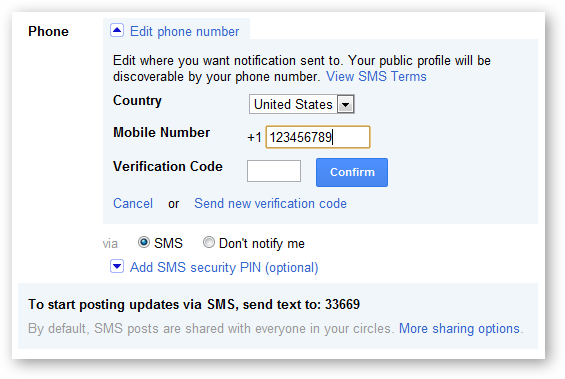 Phone Edit phone number
Edit where you want notification sent to. Your public profile will be
discoverable by your phone number. View SMS Terms
Country United States
Mobile Number +1 123456789
Verification Code Confirm
Cancel or Send new verification code
via SMS Don't notify me
Add SMS security PIN (optional)
To start posting updates via SMS, send text to: 33669
By default, SMS posts are shared with everyone in your circles. More sharing options.